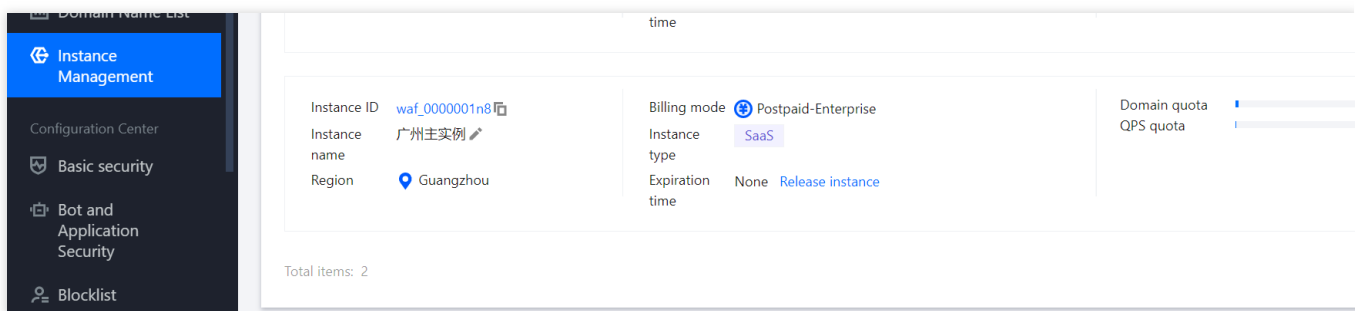 Domain Name List
Instance
Management
Configuration Center
Basic security
Bot and
Application
Security
Blocklist
time
Instance ID waf_0000001n8
Instance
name
广州主实例
Region Guangzhou
Billing mode Postpaid-Enterprise
Instance
type
SaaS
Expiration
time
None Release instance
Domain quota
QPS quota
Total items: 2